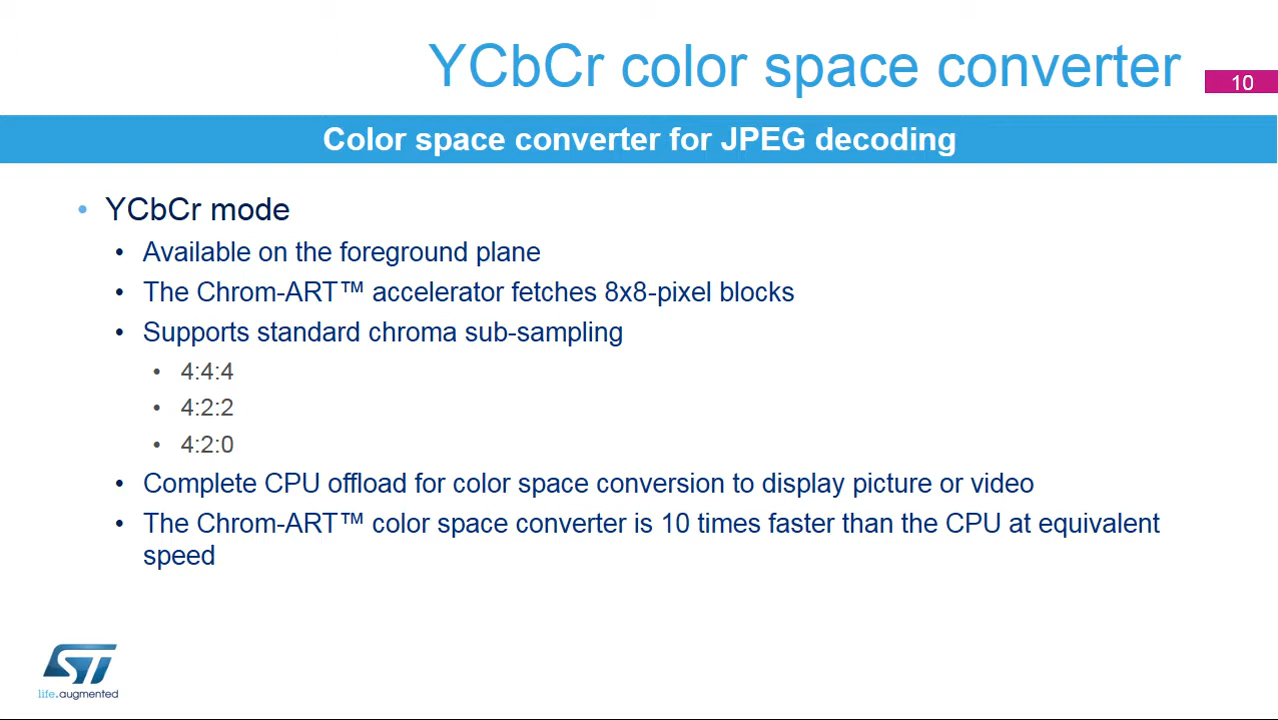 YCbCr color space converter
10
Color space converter for JPEG decoding
• YCbCr mode
• Available on the foreground plane
• The Chrom-ART™ accelerator fetches 8x8-pixel blocks
• Supports standard chroma sub-sampling
• 4:4:4
• 4:2:2
• 4:2:0
• Complete CPU offload for color space conversion to display picture or video
• The Chrom-ART™ color space converter is 10 times faster than the CPU at equivalent
speed
ST
life.augmented